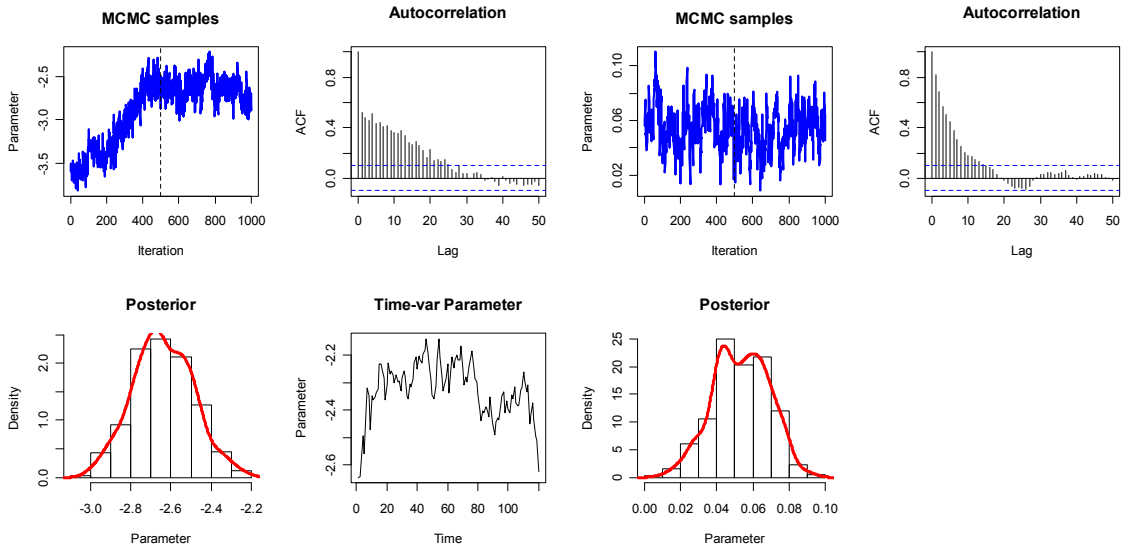 MCMC samples
Parameter
-2.5
-3.0
-3.5
0 200 400 600 800 1000
Iteration
Autocorrelation
ACF
0.8
0.4
0.0
0 10 20 30 40 50
Lag
MCMC samples
Parameter
0.10
0.06
0.02
0 200 400 600 800 1000
Iteration
Autocorrelation
ACF
0.8
0.4
0.0
0 10 20 30 40 50
Lag
Posterior
Density
2.0
1.0
0.0
-3.0 -2.8 -2.6 -2.4 -2.2
Parameter
Time-var Parameter
Parameter
-2.2
-2.4
-2.6
0 20 40 60 80 100
Time
Posterior
Density
25
20
15
10
5
0
0.00 0.02 0.04 0.06 0.08 0.10
Parameter